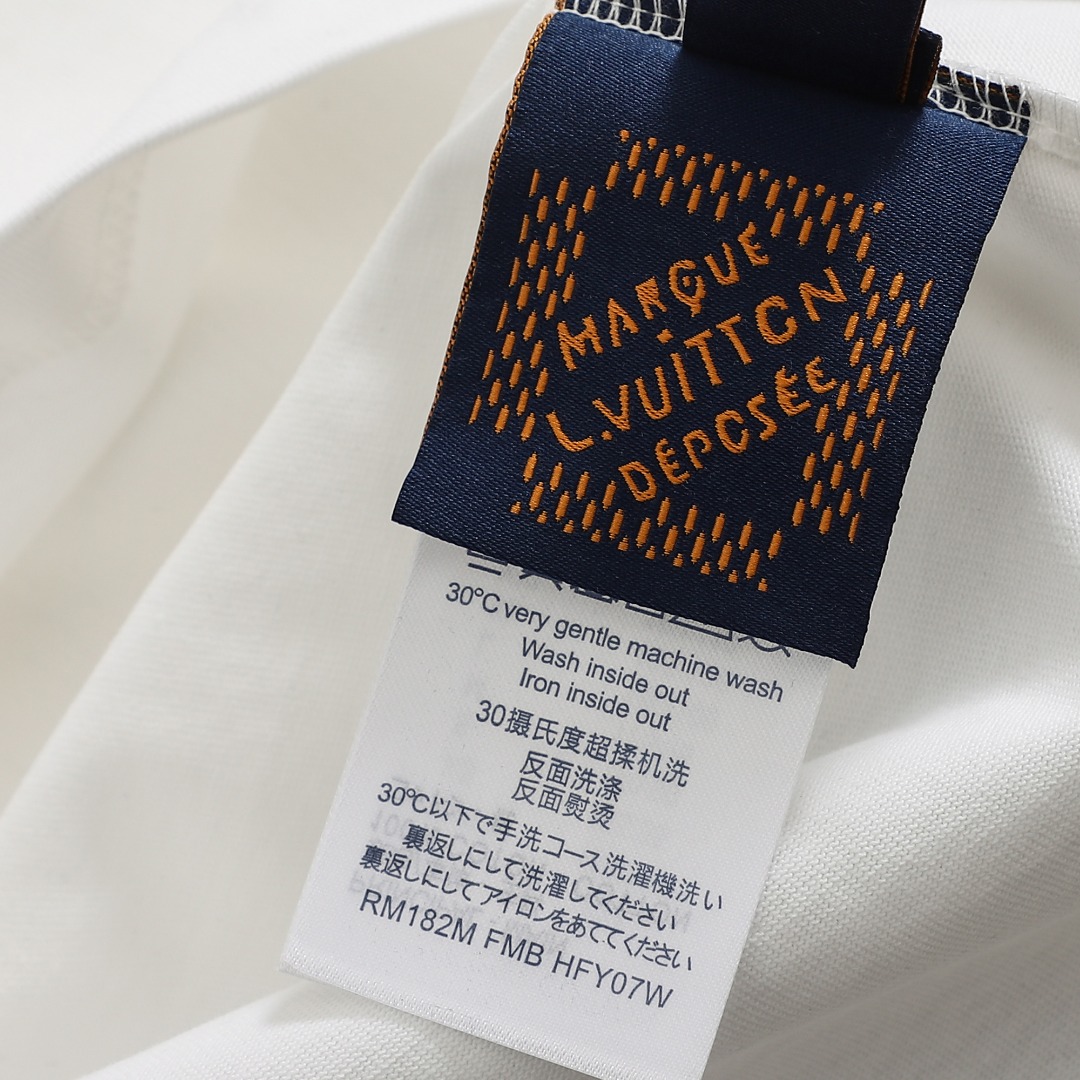 MARQUE
L.VUITTON
DÉPOSÉE
30°C very gentle machine wash
Wash inside out
Iron inside out
30摄氏度超揉机洗
反面洗涤
反面熨烫
30℃以下で手洗コース洗濯機洗い
裏返しにして洗濯してください
裏返しにしてアイロンをあててください
RM182M FMB HFY07W